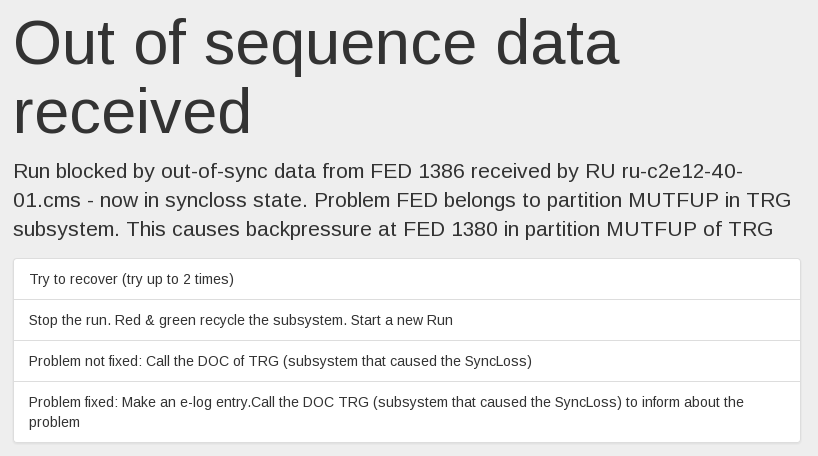 Out of sequence data
received
Run blocked by out-of-sync data from FED 1386 received by RU ru-c2e12-40-
01.cms - now in syncloss state. Problem FED belongs to partition MUTFUP in TRG
subsystem. This causes backpressure at FED 1380 in partition MUTFUP of TRG
Try to recover (try up to 2 times)
Stop the run. Red & green recycle the subsystem. Start a new Run
Problem not fixed: Call the DOC of TRG (subsystem that caused the SyncLoss)
Problem fixed: Make an e-log entry.Call the DOC TRG (subsystem that caused the SyncLoss) to inform about the
problem